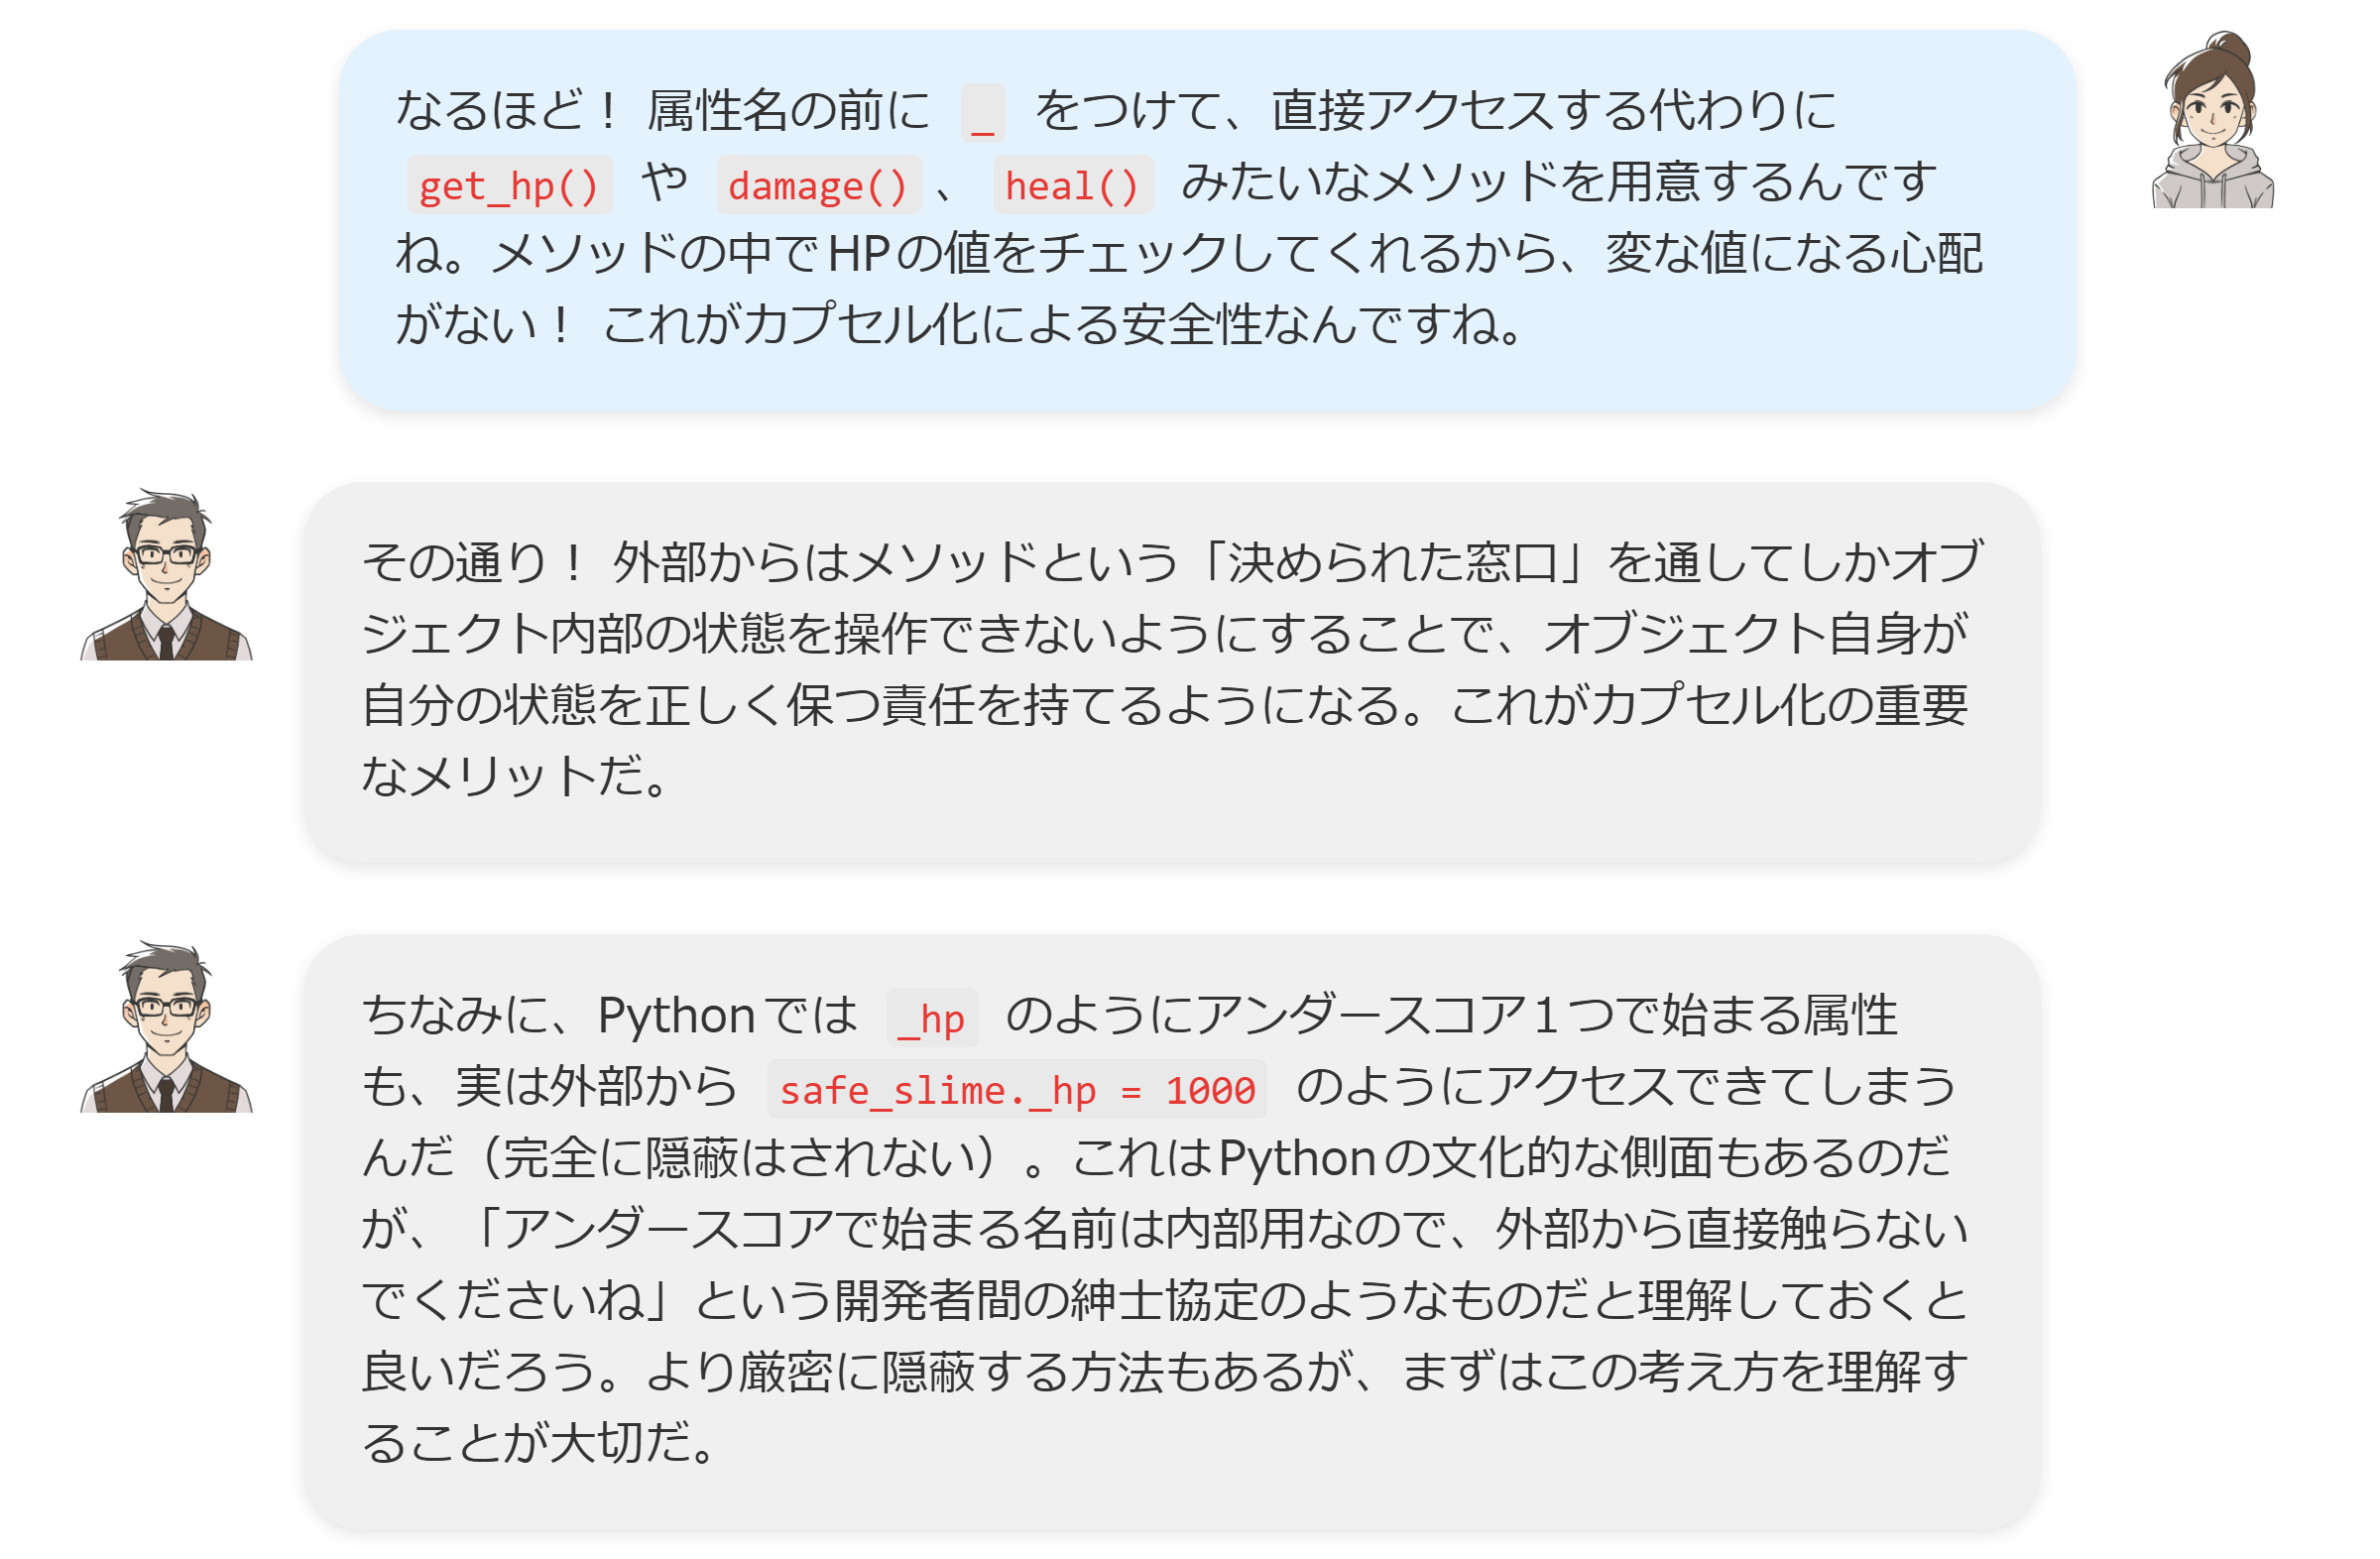 なるほど！ 属性名の前に _ をつけて、直接アクセスする代わりに
get_hp() や damage() 、 heal() みたいなメソッドを用意するんです
ね。メソッドの中でHPの値をチェックしてくれるから、変な値になる心配
がない！ これがカプセル化による安全性なんですね。
その通り！ 外部からはメソッドという「決められた窓口」を通してしかオブ
ジェクト内部の状態を操作できないようにすることで、オブジェクト自身が
自分の状態を正しく保つ責任を持てるようになる。これがカプセル化の重要
なメリットだ。
ちなみに、Pythonでは _hp のようにアンダースコア1つで始まる属性
も、実は外部から safe_slime._hp = 1000 のようにアクセスできてしまう
んだ（完全に隠蔽はされない）。これはPythonの文化的な側面もあるのだ
が、「アンダースコアで始まる名前は内部用なので、外部から直接触らない
でくださいね」という開発者間の紳士協定のようなものだと理解しておくと
良いだろう。より厳密に隠蔽する方法もあるが、まずはこの考え方を理解す
ることが大切だ。